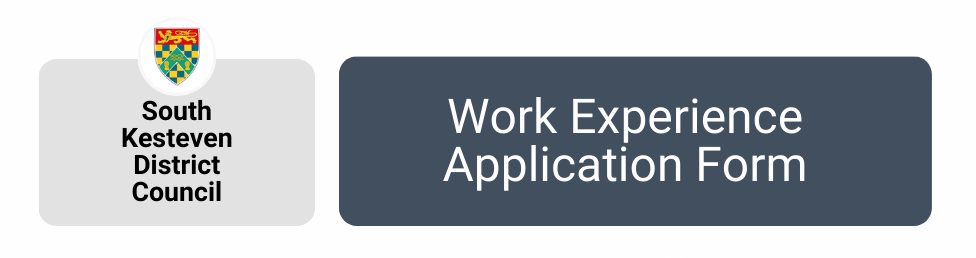 South
Kesteven
District
Council
Work Experience
Application Form